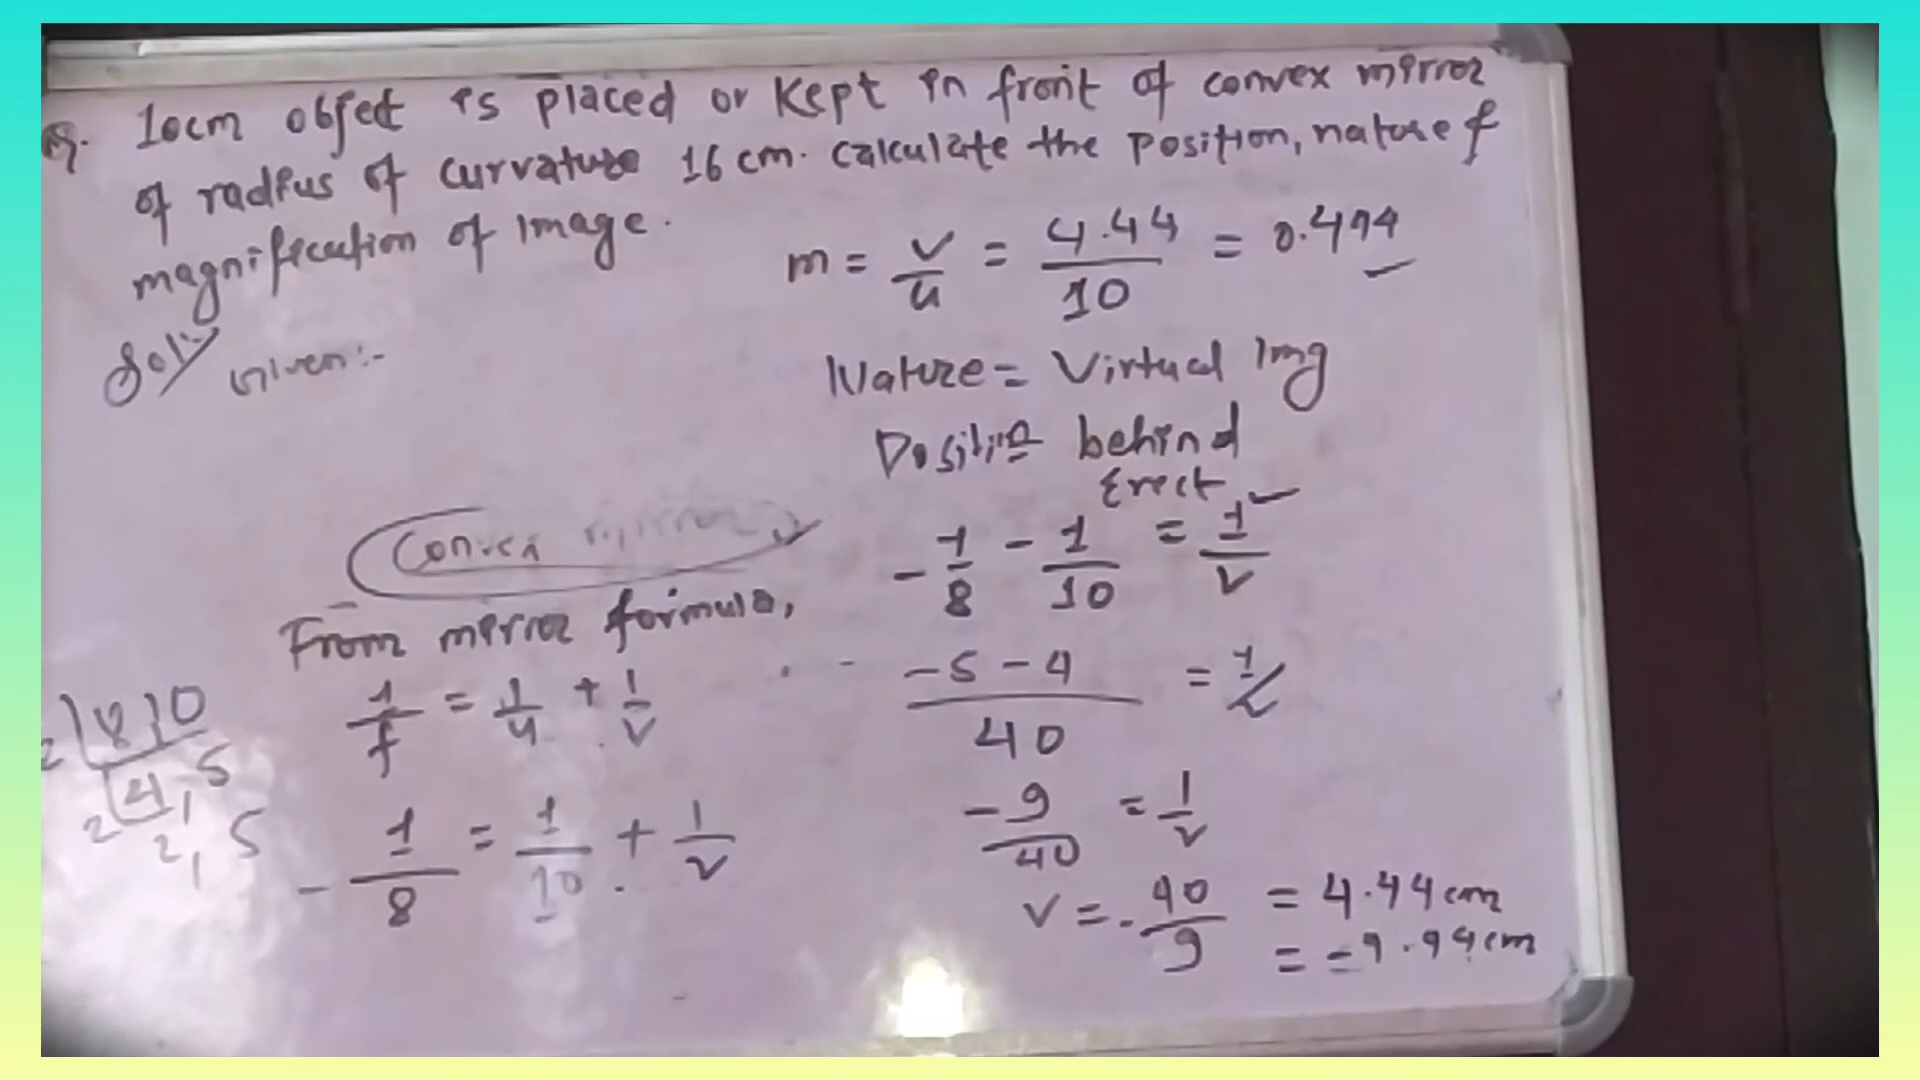 Q. 10cm object is placed or kept in front of convex mirror
of radius of curvature 16 cm. calculate the position, nature &
magnification of image.
Soln Given:-
convex mirror
From mirror formula,
1/f = 1/u + 1/v
- 1/8 = 1/10 + 1/v
2 | 8, 10
2 | 4, 5
2, 5
m = v/u = 4.44/10 = 0.444
Nature = Virtual Img
Position behind
Erect
- 1/8 - 1/10 = 1/v
-5-4/40 = 1/v
-9/40 = 1/v
v = - 40/9 = 4.44 cm
= -4.44 cm